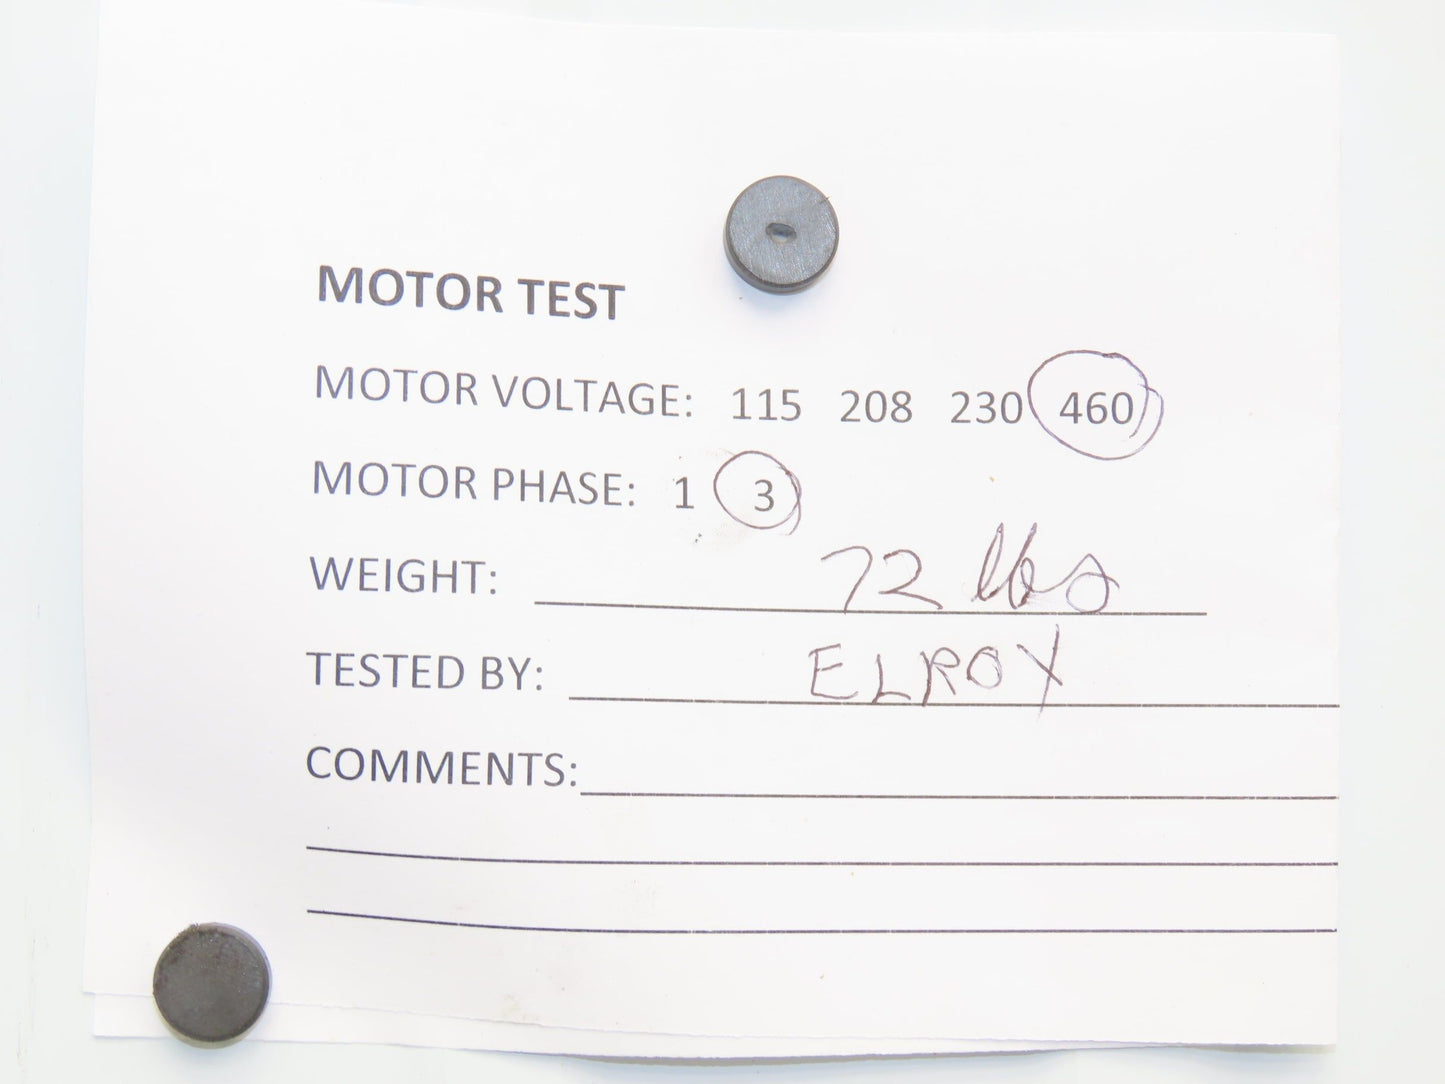 MOTOR TEST
MOTOR VOLTAGE: 115 208 230 460
MOTOR PHASE: 1 3
WEIGHT: 72 lbs
TESTED BY: ELROY
COMMENTS: